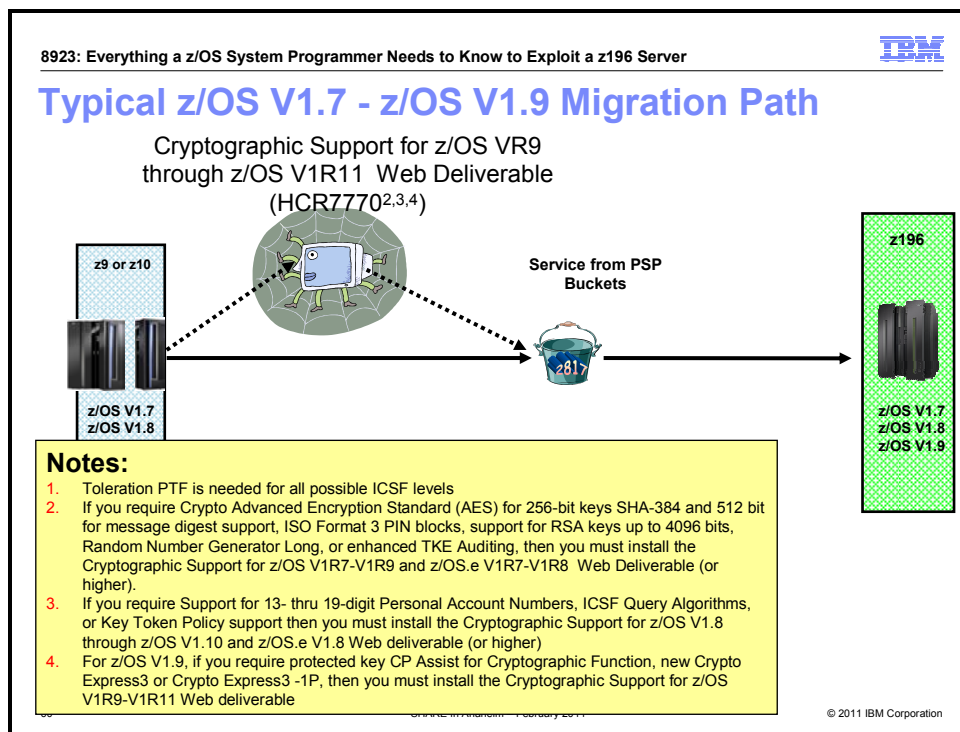 8923: Everything a z/OS System Programmer Needs to Know to Exploit a z196 Server
IBM
Typical z/OS V1.7 - z/OS V1.9 Migration Path
Cryptographic Support for z/OS VR9
through z/OS V1R11 Web Deliverable
(HCR77702,3,4)
z9 or z10
Service from PSP
Buckets
z196
2817
z/OS V1.7
z/OS V1.8
z/OS V1.7
z/OS V1.8
z/OS V1.9
Notes:
1. Toleration PTF is needed for all possible ICSF levels
2. If you require Crypto Advanced Encryption Standard (AES) for 256-bit keys SHA-384 and 512 bit
for message digest support, ISO Format 3 PIN blocks, support for RSA keys up to 4096 bits,
Random Number Generator Long, or enhanced TKE Auditing, then you must install the
Cryptographic Support for z/OS V1R7-V1R9 and z/OS.e V1R7-V1R8 Web Deliverable (or
higher).
3. If you require Support for 13- thru 19-digit Personal Account Numbers, ICSF Query Algorithms,
or Key Token Policy support then you must install the Cryptographic Support for z/OS V1.8
through z/OS V1.10 and z/OS.e V1.8 Web deliverable (or higher)
4. For z/OS V1.9, if you require protected key CP Assist for Cryptographic Function, new Crypto
Express3 or Crypto Express3 -1P, then you must install the Cryptographic Support for z/OS
V1R9-V1R11 Web deliverable
© 2011 IBM Corporation